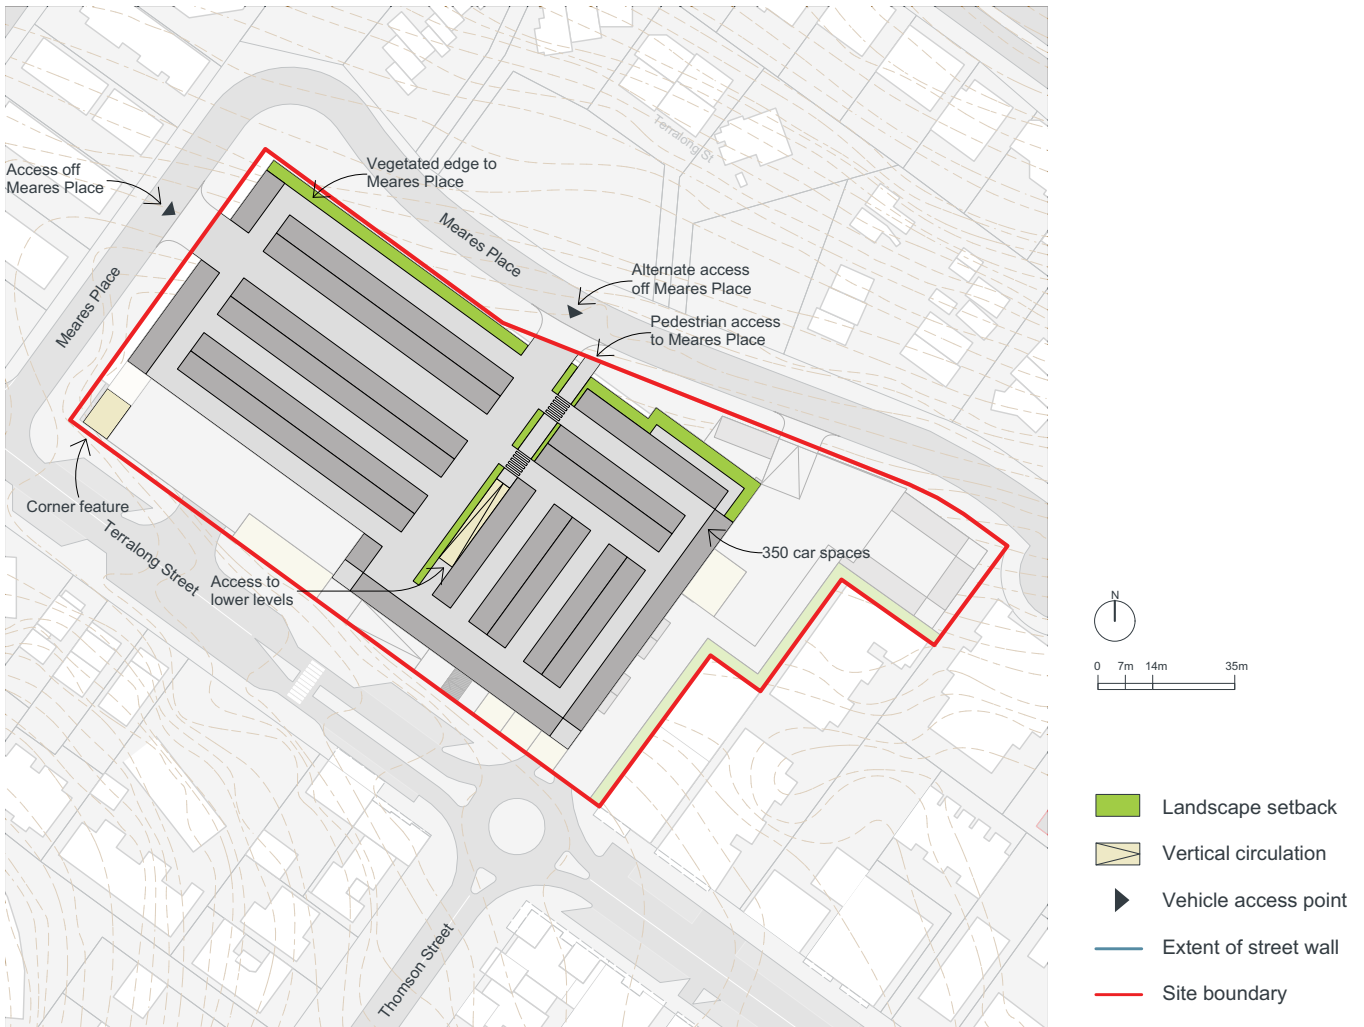 Terralong St
Access off
Meares Place
Vegetated edge to
Meares Place
Meares Place
Meares Place
Alternate access
off Meares Place
Pedestrian access
to Meares Place
Corner feature
Terralong Street
Access to
lower levels
350 car spaces
Thomson Street
N
0 7m 14m 35m
Landscape setback
Vertical circulation
Vehicle access point
Extent of street wall
Site boundary